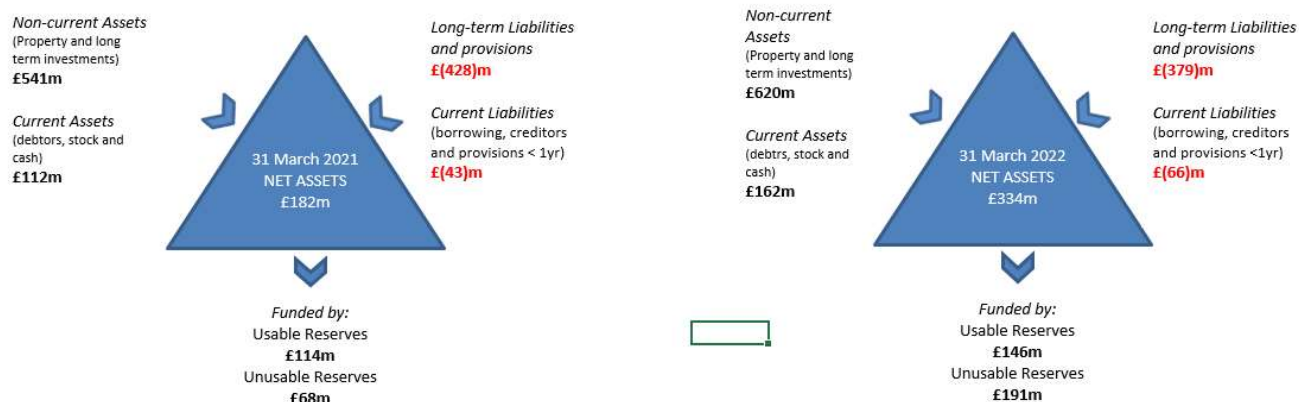 Non-current Assets
(Property and long
term investments)
£541m
Current Assets
(debtors, stock and
cash)
£112m
Long-term Liabilities
and provisions
£(428)m
Current Liabilities
(borrowing, creditors
and provisions < 1yr)
£(43)m
31 March 2021
NET ASSETS
£182m
Funded by:
Usable Reserves
£114m
Unusable Reserves
£68m
Non-current
Assets
(Property and long
term investments)
£620m
Current Assets
(debtrs, stock and
cash)
£162m
Long-term Liabilities
and provisions
£(379)m
Current Liabilities
(borrowing, creditors
and provisions <1yr)
£(66)m
31 March 2022
NET ASSETS
£334m
Funded by:
Usable Reserves
£146m
Unusable Reserves
£191m